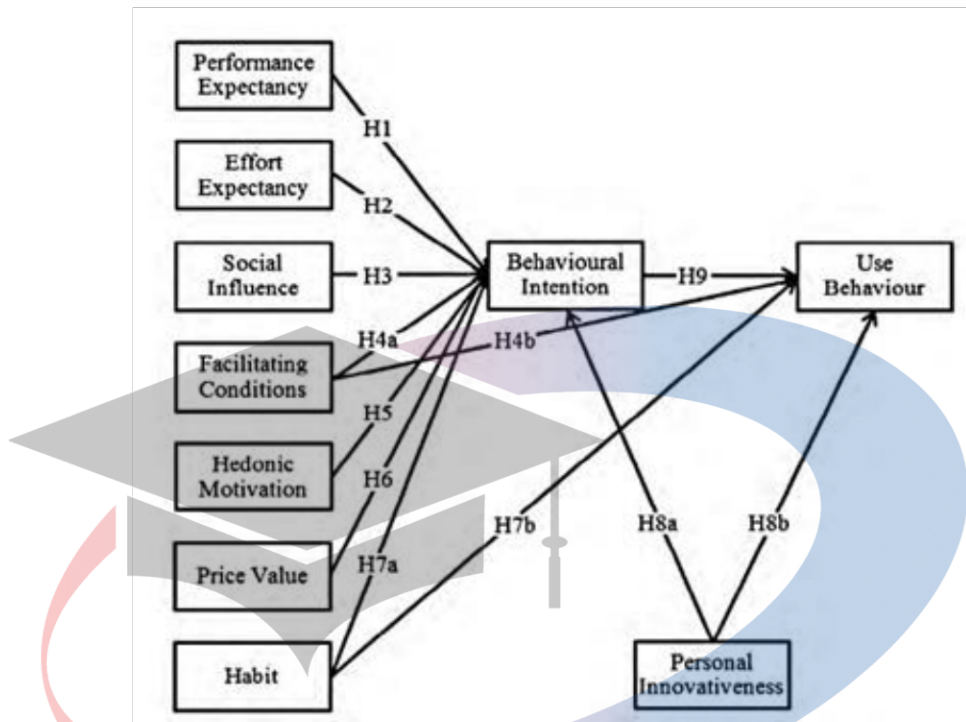 Performance
Expectancy
H1
Effort
Expectancy
H2
Social
Influence
H3
Behavioural
Intention
H9
Use
Behaviour
Facilitating
Conditions
H4a
H4b
Hedonic
Motivation
H5
H6
Price Value
H7a
H7b
H8a
H8b
Habit
Personal
Innovativeness